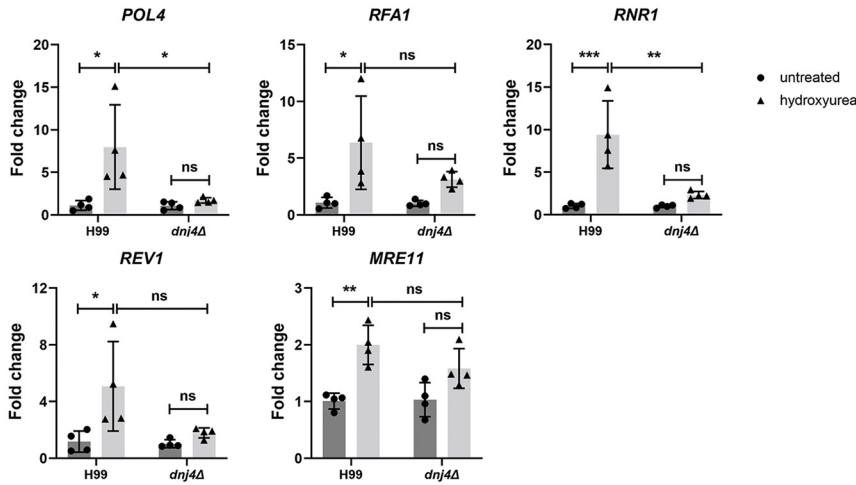 POL4
Fold change
20
15
10
5
0
*
*
ns
H99
dnj4Δ
RFA1
Fold change
15
10
5
0
*
ns
ns
H99
dnj4Δ
RNR1
Fold change
20
15
10
5
0
***
**
ns
H99
dnj4Δ
untreated
hydroxyurea
REV1
Fold change
12
8
4
0
*
ns
ns
H99
dnj4Δ
MRE11
Fold change
3
2
1
0
**
ns
ns
H99
dnj4Δ